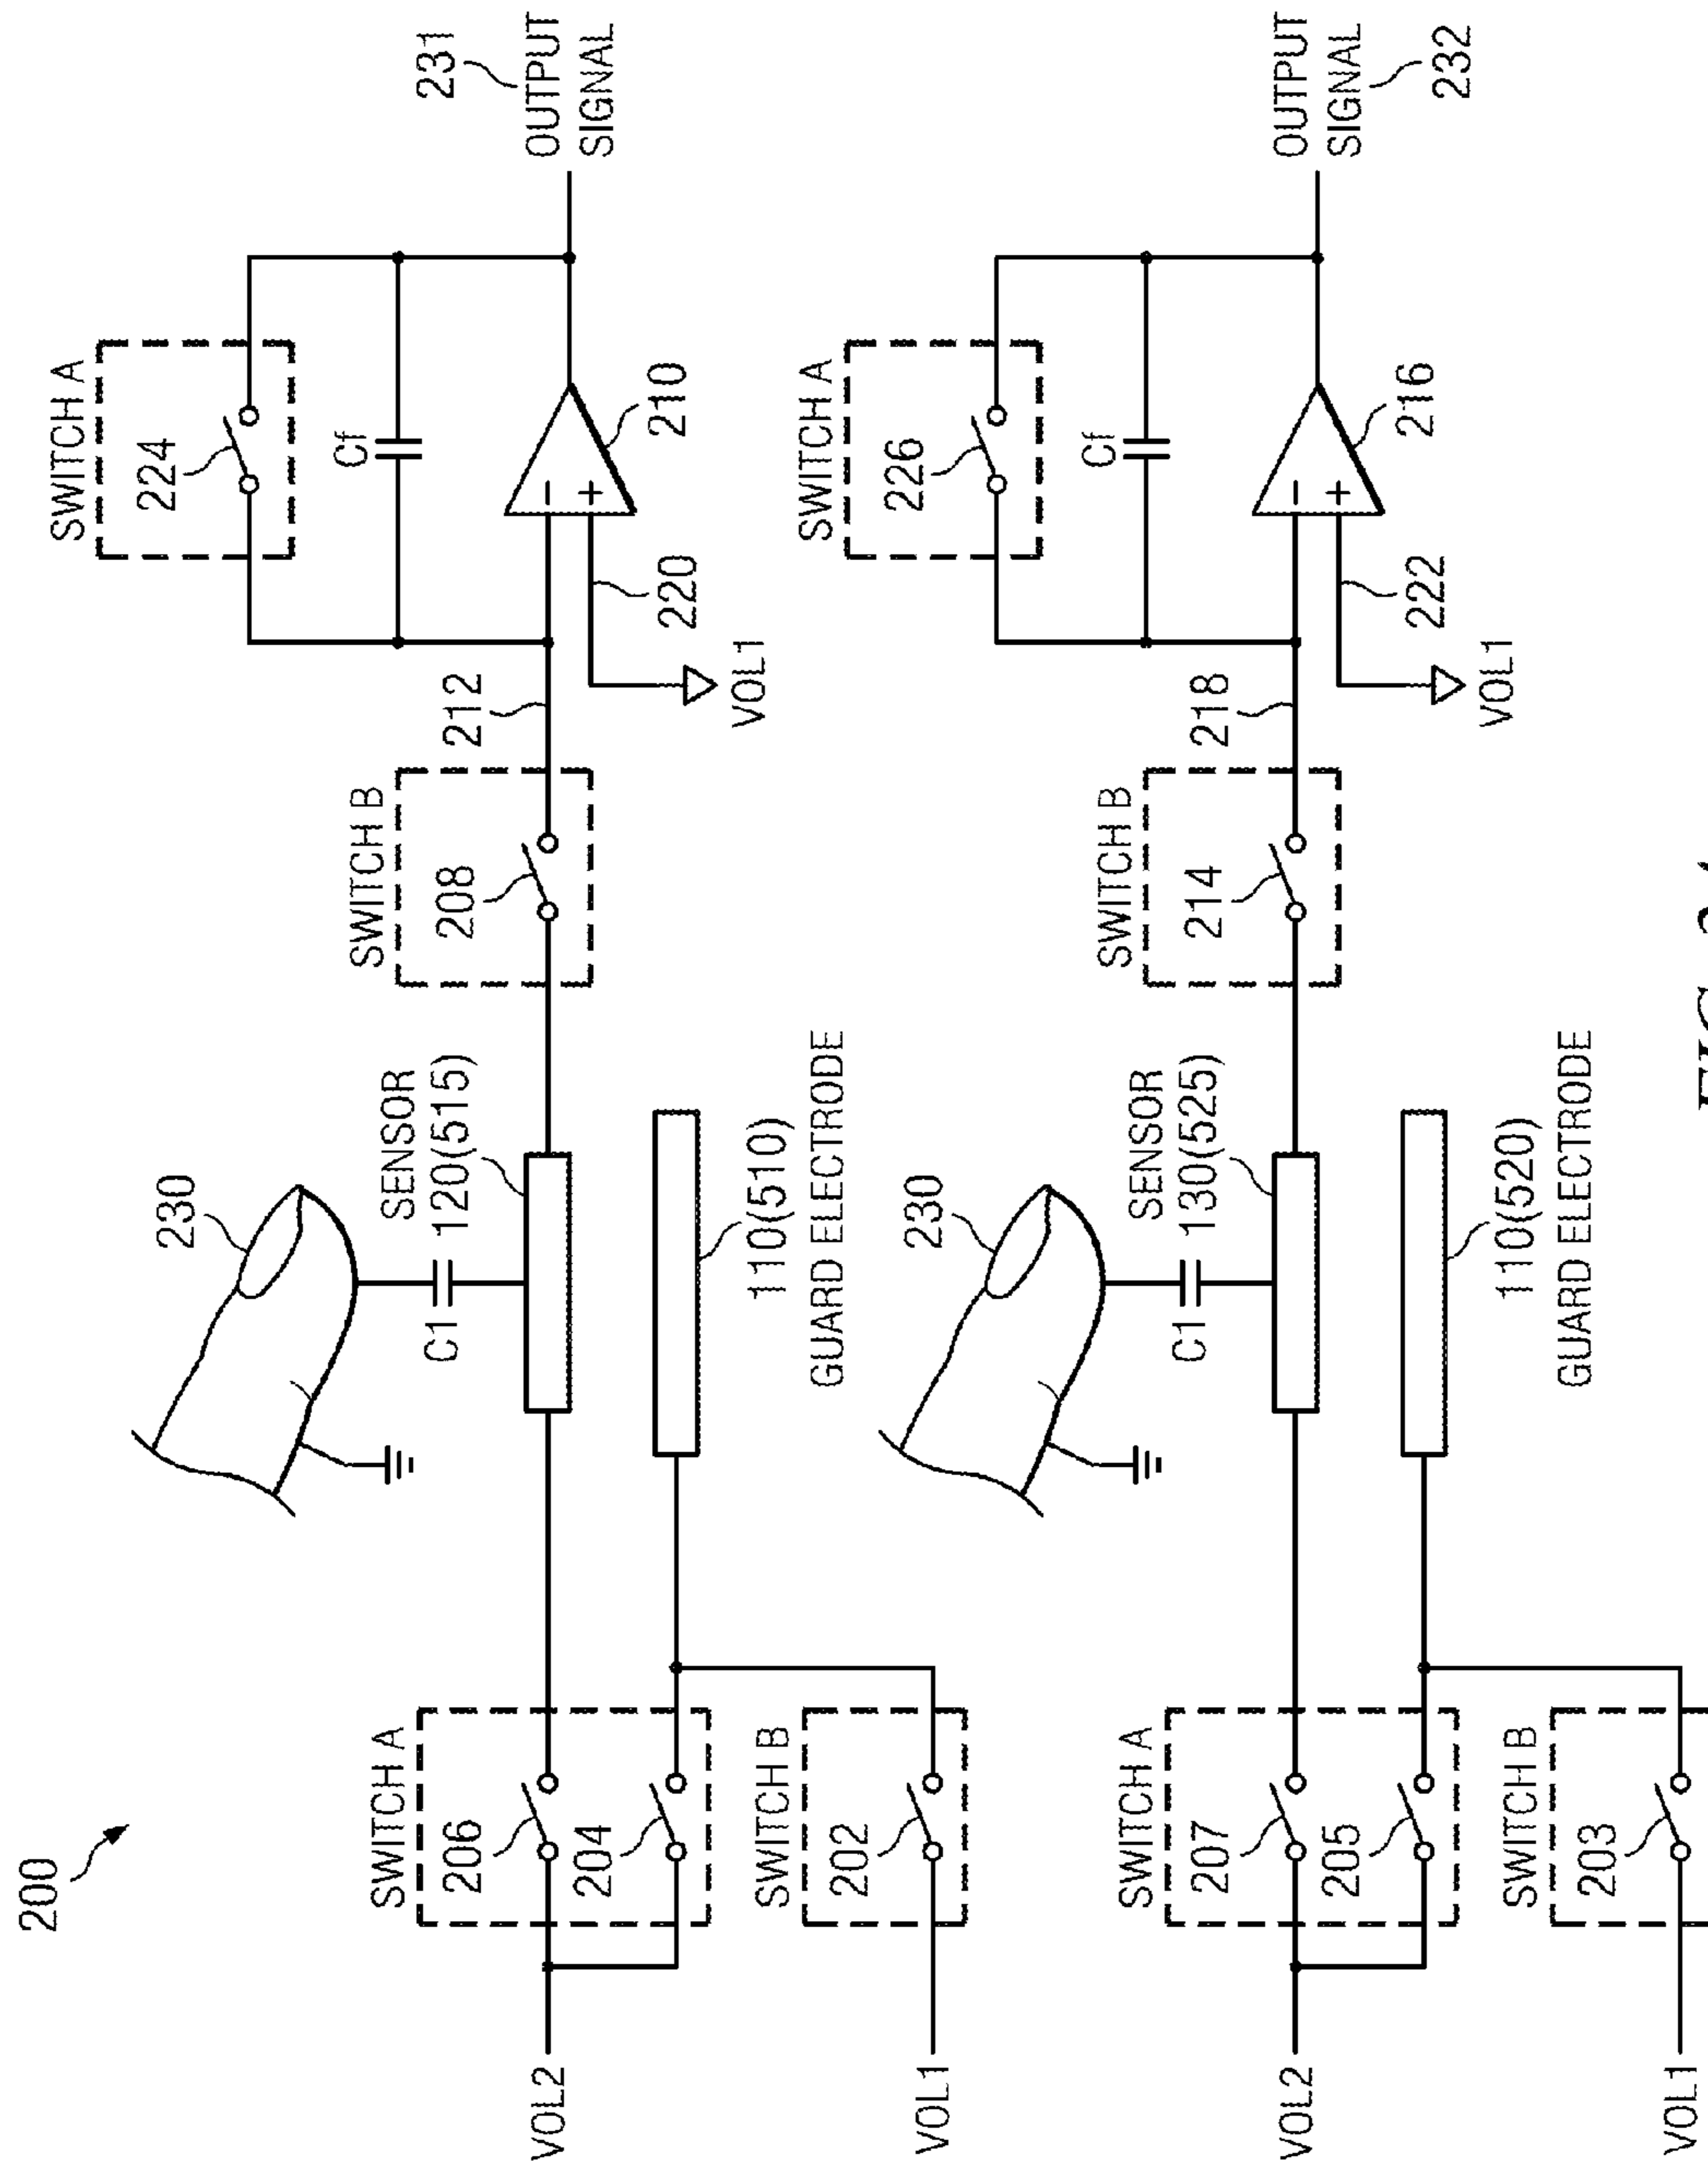 200
230
SWITCH A
224
Cf
231
OUTPUT
SIGNAL
SWITCH A
206
204
SENSOR
120(515)
C1
SWITCH B
208
212
−
+
210
220
VOL1
VOL2
SWITCH B
202
110(510)
GUARD ELECTRODE
VOL1
230
SWITCH A
226
Cf
OUTPUT
SIGNAL
232
SWITCH A
207
205
SENSOR
130(525)
C1
SWITCH B
214
218
−
+
216
222
VOL1
VOL2
SWITCH B
203
110(520)
GUARD ELECTRODE
VOL1